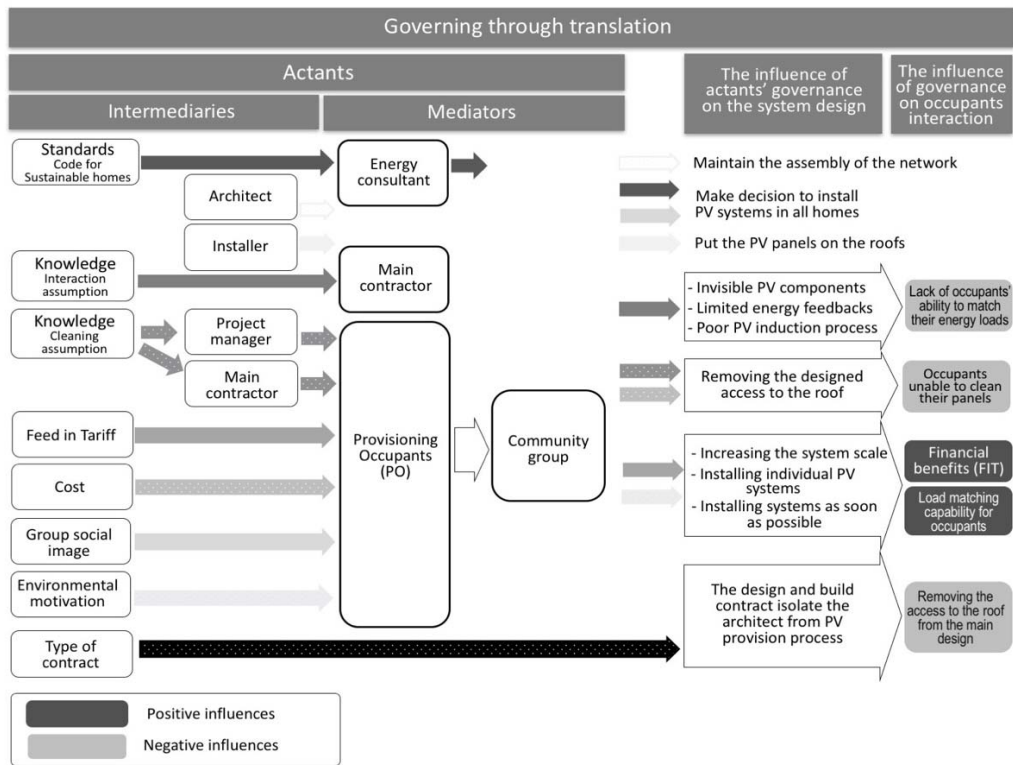 Governing through translation
Actants
The influence of
actants' governance
on the system design
The influence
of governance
on occupants
interaction
Intermediaries
Mediators
Standards
Code for
Sustainable homes
Energy
consultant
Architect
Installer
Knowledge
Interaction
assumption
Main
contractor
Knowledge
Cleaning
assumption
Project
manager
Main
contractor
Feed in Tariff
Cost
Group social
image
Environmental
motivation
Type of
contract
Provisioning
Occupants
(PO)
Community
group
Maintain the assembly of the network
Make decision to install
PV systems in all homes
Put the PV panels on the roofs
- Invisible PV components
- Limited energy feedbacks
- Poor PV induction process
Lack of occupants'
ability to match
their energy loads
Removing the designed
access to the roof
Occupants
unable to clean
their panels
- Increasing the system scale
- Installing individual PV
systems
- Installing systems as soon
as possible
Financial
benefits (FIT)
Load matching
capability for
occupants
The design and build
contract isolate the
architect from PV
provision process
Removing the
access to the roof
from the main
design
Positive influences
Negative influences